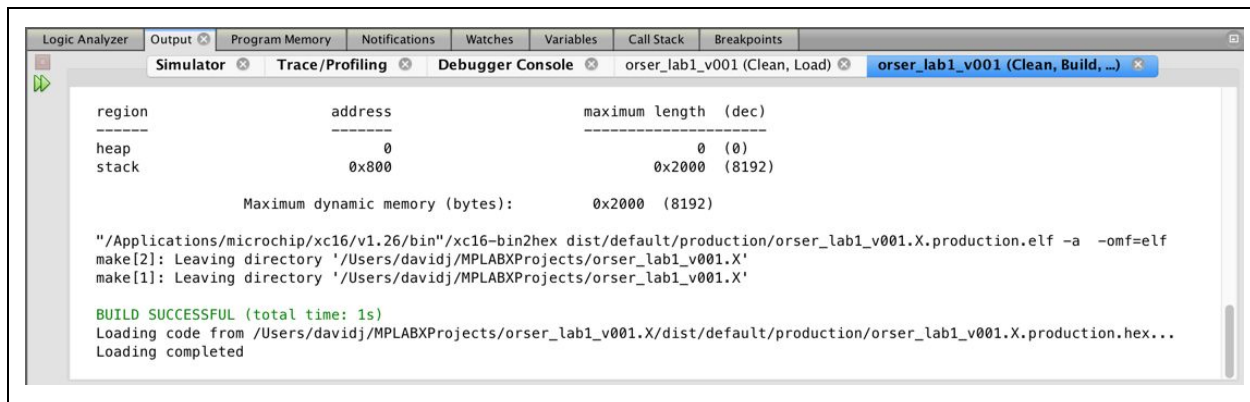 Logic Analyzer Output Program Memory Notifications Watches Variables Call Stack Breakpoints
Simulator Trace/Profiling Debugger Console orser_lab1_v001 (Clean, Load) orser_lab1_v001 (Clean, Build, ...)
region address maximum length (dec)
------ ------- ---------------------
heap 0 0 (0)
stack 0x800 0x2000 (8192)
Maximum dynamic memory (bytes): 0x2000 (8192)
"/Applications/microchip/xc16/v1.26/bin"/xc16-bin2hex dist/default/production/orser_lab1_v001.X.production.elf -a -omf=elf
make[2]: Leaving directory '/Users/davidj/MPLABXProjects/orser_lab1_v001.X'
make[1]: Leaving directory '/Users/davidj/MPLABXProjects/orser_lab1_v001.X'
BUILD SUCCESSFUL (total time: 1s)
Loading code from /Users/davidj/MPLABXProjects/orser_lab1_v001.X/dist/default/production/orser_lab1_v001.X.production.hex...
Loading completed